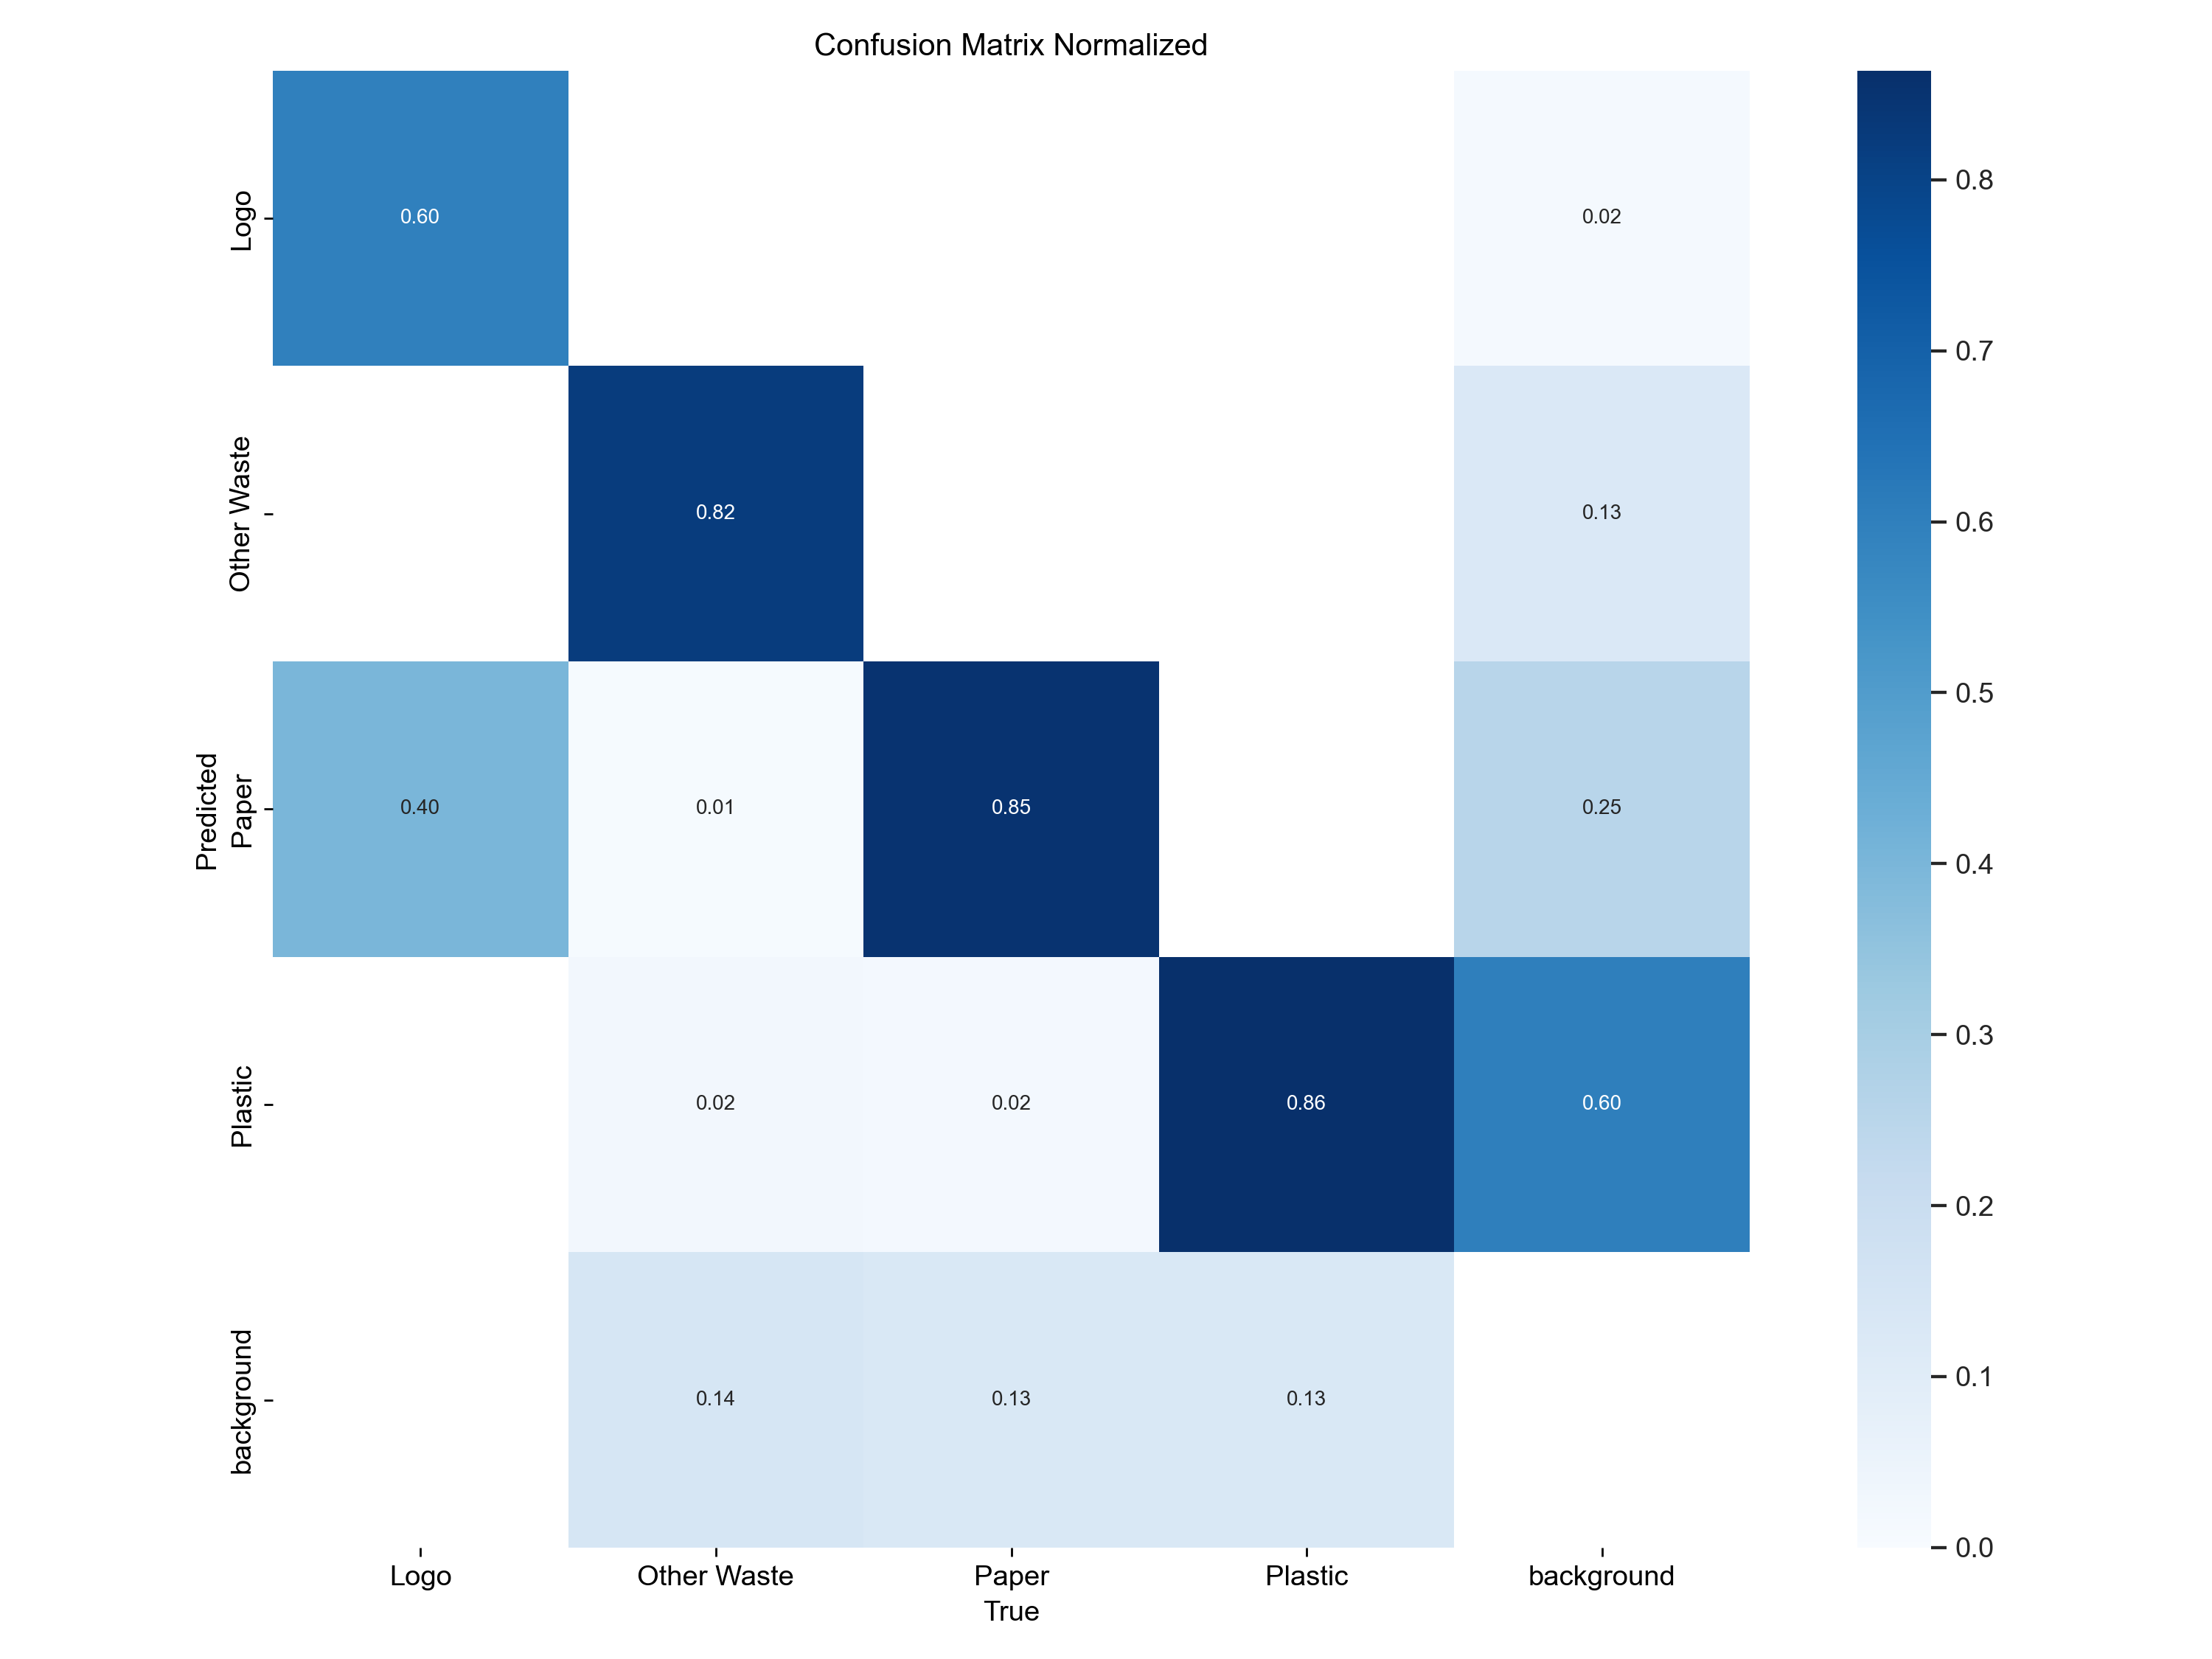 Confusion Matrix Normalized
Predicted
Logo
0.60
0.02
Other Waste
0.82
0.13
Paper
0.40
0.01
0.85
0.25
Plastic
0.02
0.02
0.86
0.60
background
0.14
0.13
0.13
Logo
Other Waste
Paper
Plastic
background
True
0.8
0.7
0.6
0.5
0.4
0.3
0.2
0.1
0.0